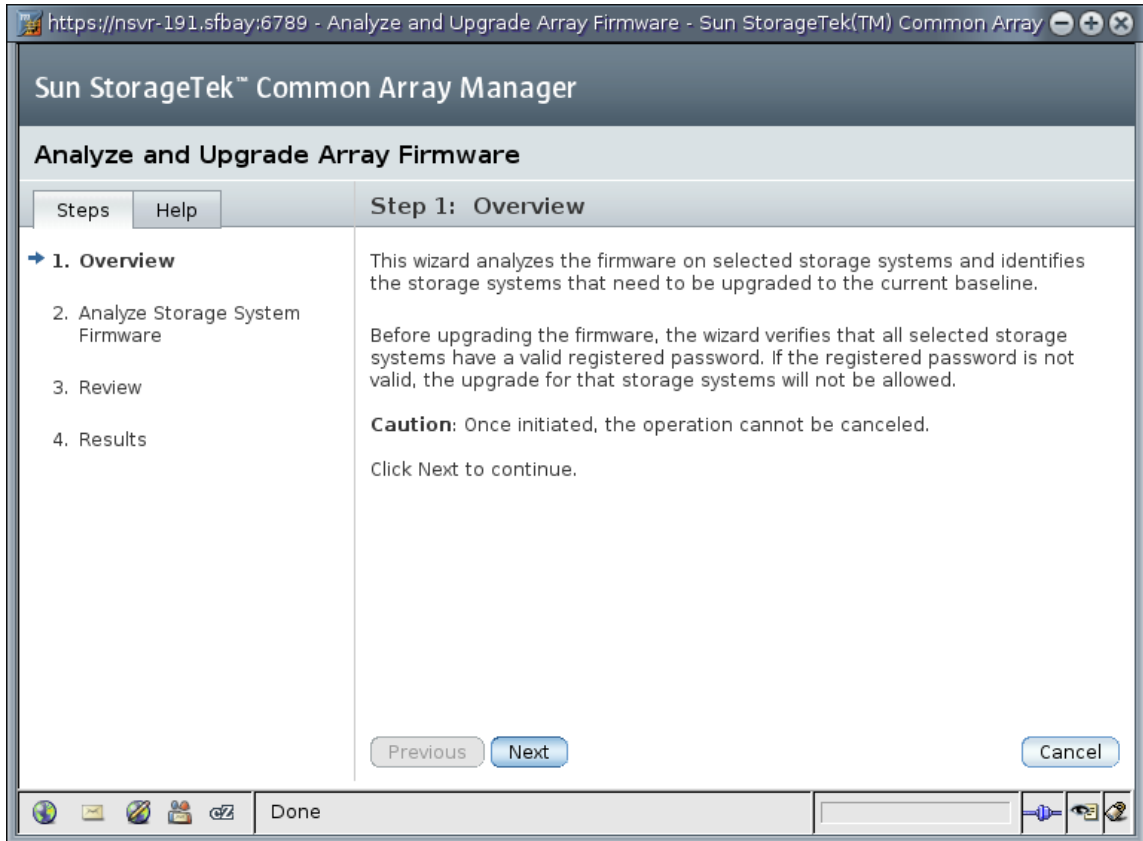 https://nsvr-191.sfbay:6789 - Analyze and Upgrade Array Firmware - Sun StorageTek(TM) Common Array
Sun StorageTek™ Common Array Manager
Analyze and Upgrade Array Firmware
Steps
Help
1. Overview
2. Analyze Storage System
Firmware
3. Review
4. Results
Step 1: Overview
This wizard analyzes the firmware on selected storage systems and identifies
the storage systems that need to be upgraded to the current baseline.
Before upgrading the firmware, the wizard verifies that all selected storage
systems have a valid registered password. If the registered password is not
valid, the upgrade for that storage systems will not be allowed.
Caution: Once initiated, the operation cannot be canceled.
Click Next to continue.
Previous
Next
Cancel
Done